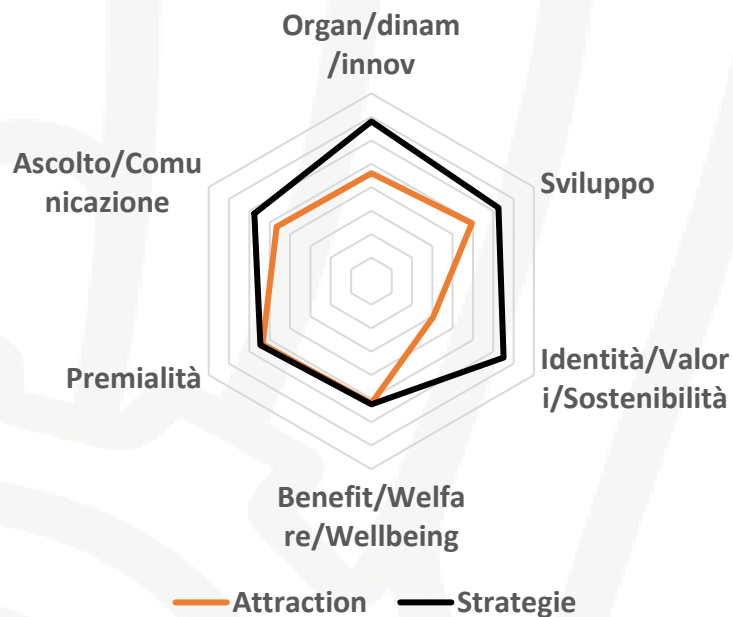 Organ/dinam
/innov
Sviluppo
Identità/Valor
i/Sostenibilità
Benefit/Welfa
re/Wellbeing
Premialità
Ascolto/Comu
nicazione
Attraction
Strategie